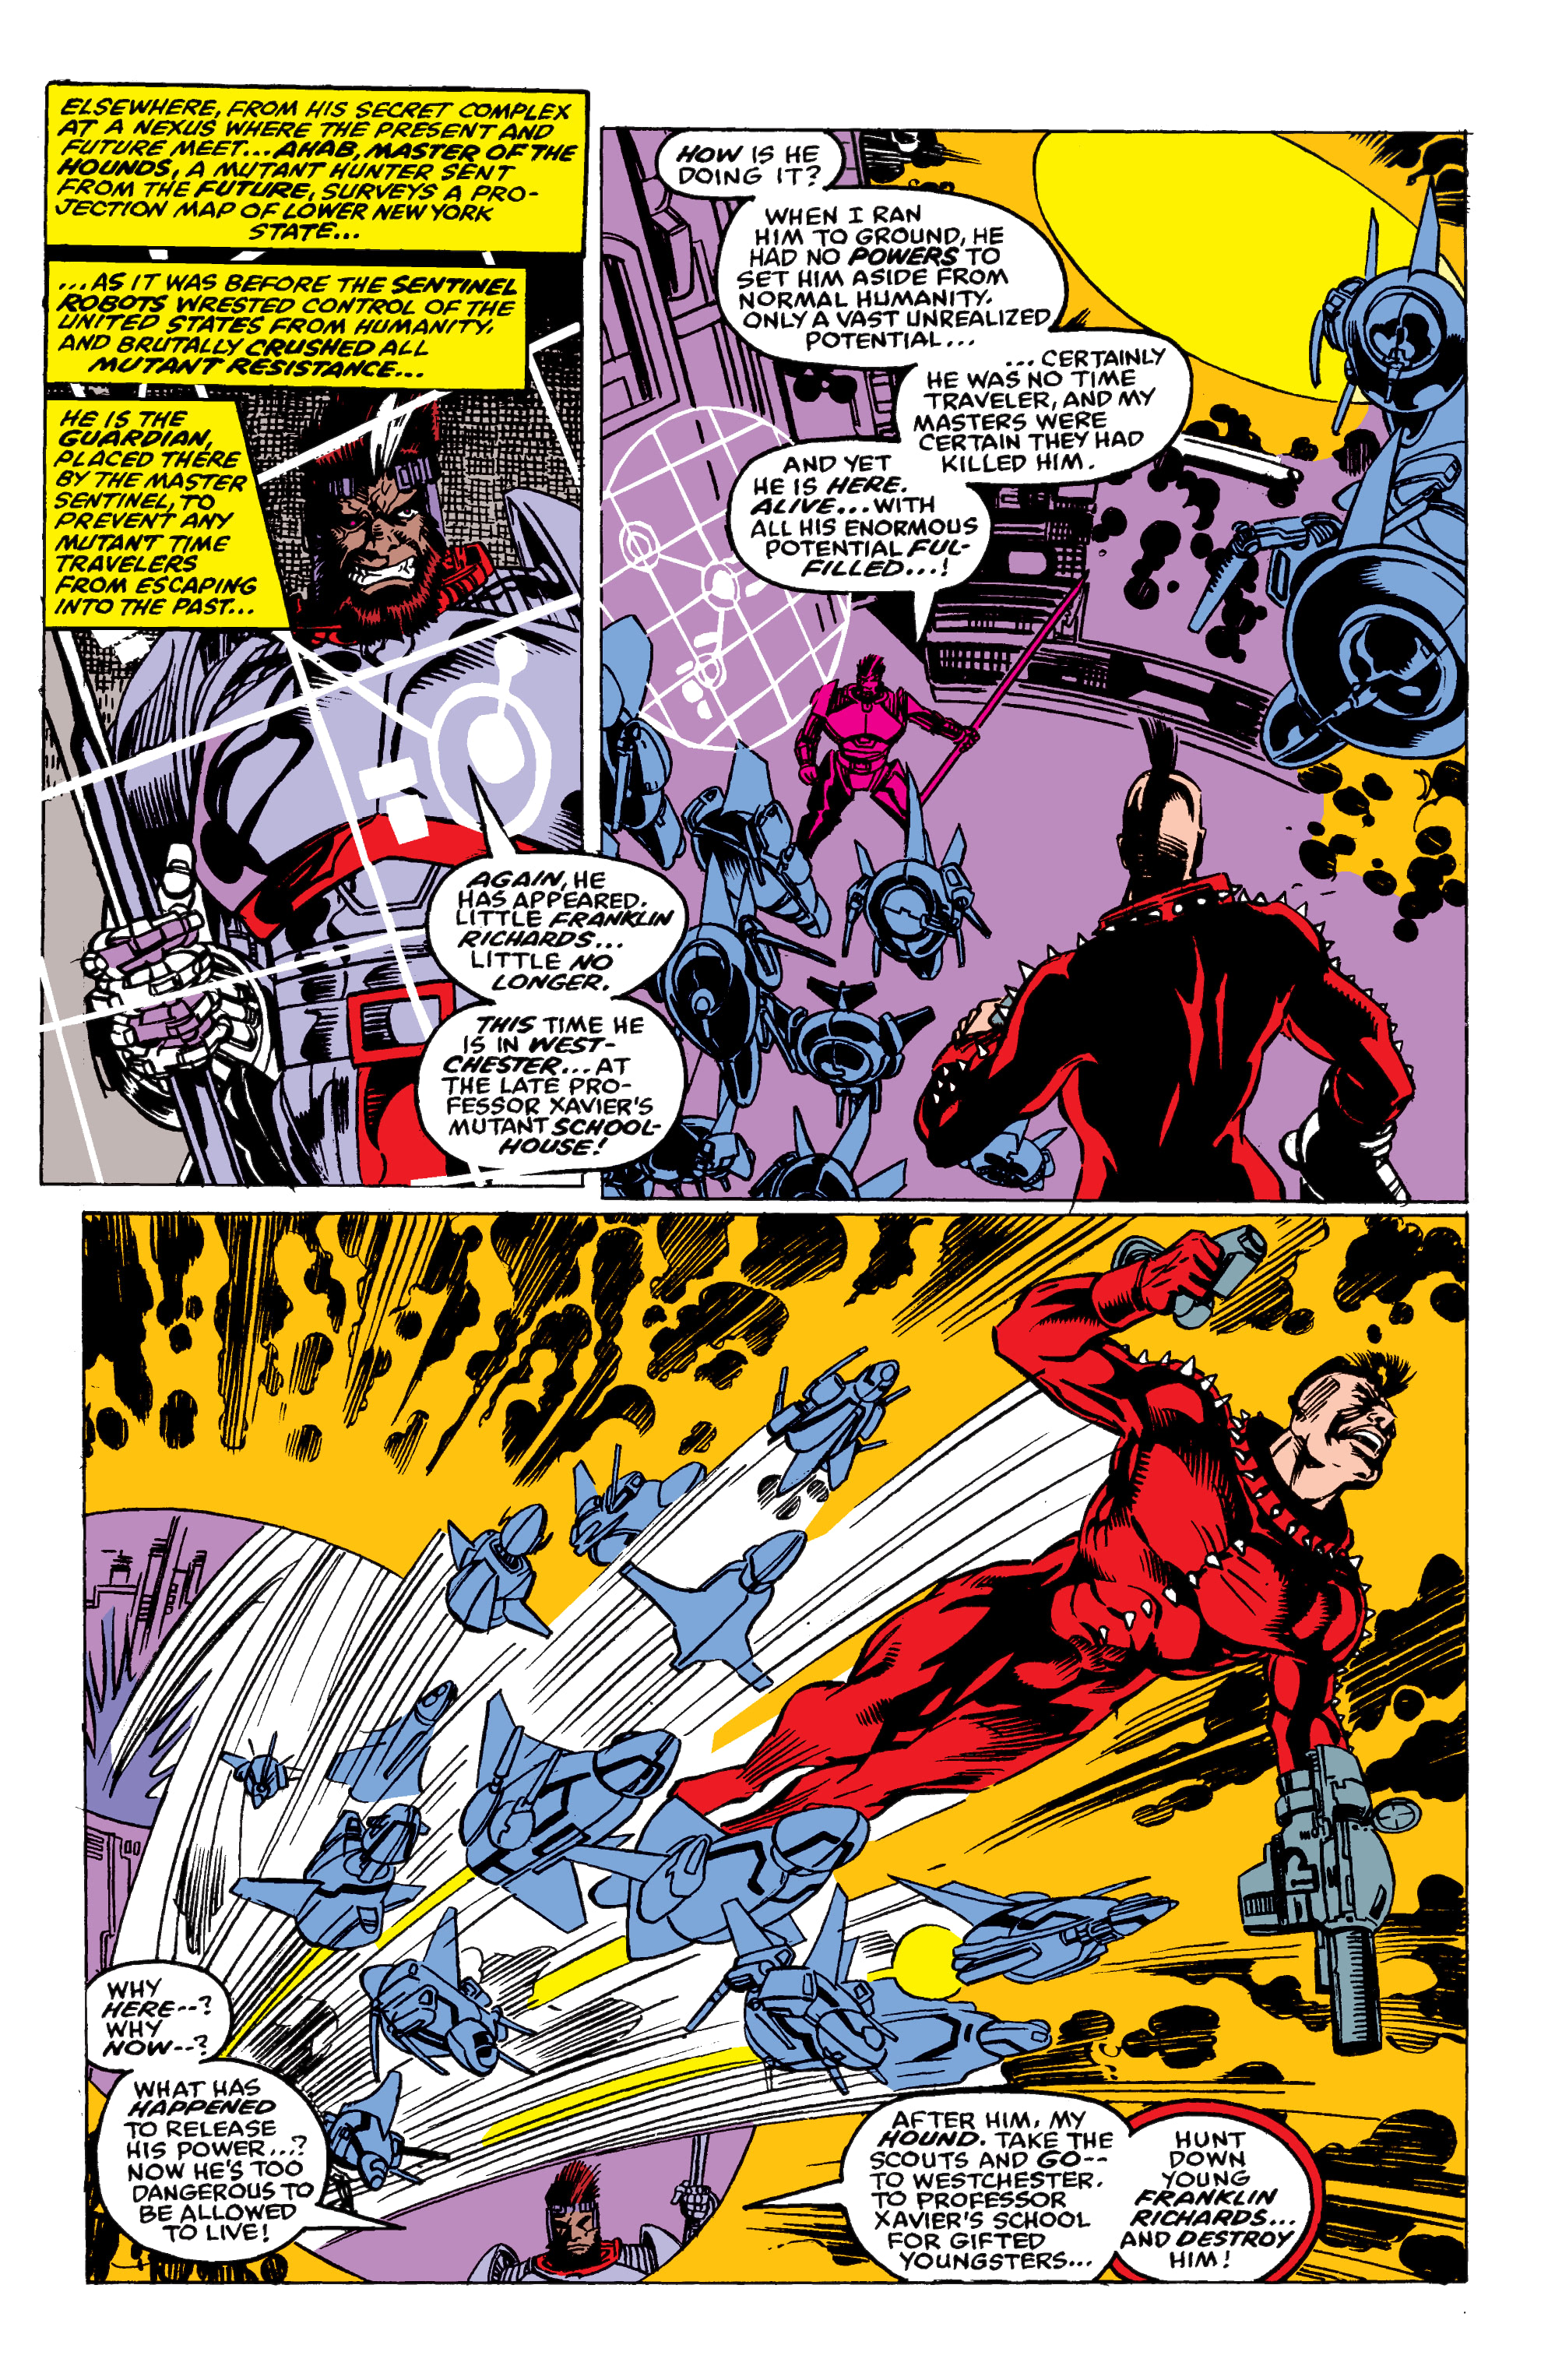 ELSEWHERE, FROM HIS SECRET COMPLEX
AT A NEXUS WHERE THE PRESENT AND
FUTURE MEET... AHAB, MASTER OF THE
HOUNDS, A MUTANT HUNTER SENT
FROM THE FUTURE, SURVEYS A PRO-
JECTION MAP OF LOWER NEW YORK
STATE...
...AS IT WAS BEFORE THE SENTINEL
ROBOTS WRESTED CONTROL OF THE
UNITED STATES FROM HUMANITY,
AND BRUTALLY CRUSHED ALL
MUTANT RESISTANCE...
HE IS THE
GUARDIAN,
PLACED THERE
BY THE MASTER
SENTINEL, TO
PREVENT ANY
MUTANT TIME
TRAVELERS
FROM ESCAPING
INTO THE PAST...
AGAIN, HE
HAS APPEARED.
LITTLE FRANKLIN
RICHARDS...
LITTLE NO
LONGER.
THIS TIME HE
IS IN WEST-
CHESTER... AT
THE LATE PRO-
FESSOR XAVIER'S
MUTANT SCHOOL-
HOUSE!
HOW IS HE
DOING IT?
WHEN I RAN
HIM TO GROUND, HE
HAD NO POWERS TO
SET HIM ASIDE FROM
NORMAL HUMANITY.
ONLY A VAST UNREALIZED
POTENTIAL...
...CERTAINLY
HE WAS NO TIME
TRAVELER, AND MY
MASTERS WERE
CERTAIN THEY HAD
KILLED HIM.
AND YET
HE IS HERE.
ALIVE... WITH
ALL HIS ENORMOUS
POTENTIAL FUL-
FILLED...!
WHY
HERE--?
WHY
NOW--?
WHAT HAS
HAPPENED
TO RELEASE
HIS POWER...?
NOW HE'S TOO
DANGEROUS TO
BE ALLOWED
TO LIVE!
AFTER HIM, MY
HOUND. TAKE THE
SCOUTS AND GO--
TO WESTCHESTER.
TO PROFESSOR
XAVIER'S SCHOOL
FOR GIFTED
YOUNGSTERS...
HUNT
DOWN
YOUNG
FRANKLIN
RICHARDS...
AND DESTROY
HIM!